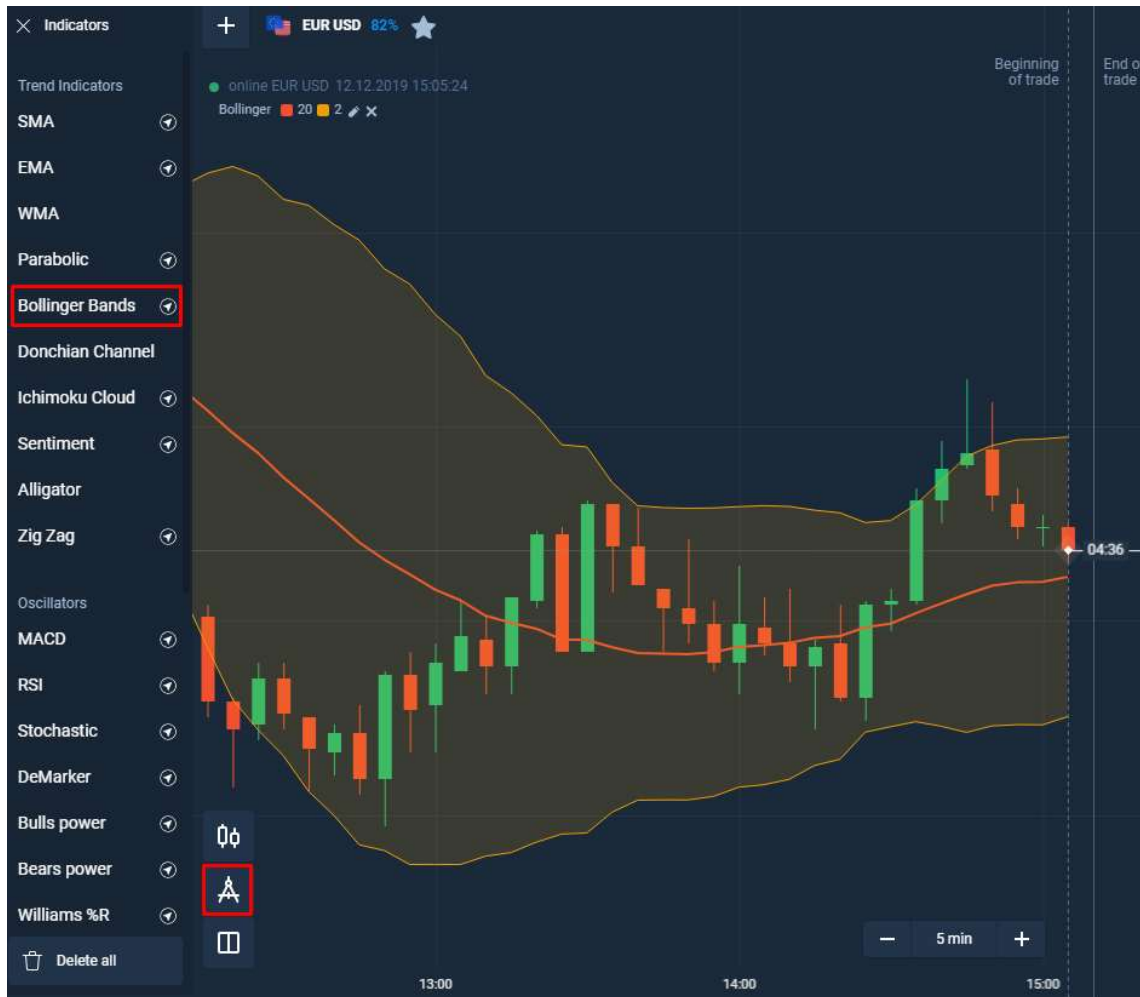 Indicators
EUR USD 82%
Beginning
of trade
End o
trade
Trend Indicators
online EUR USD 12.12.2019 15:05:24
Bollinger 20 2
SMA
EMA
WMA
Parabolic
Bollinger Bands
Donchian Channel
Ichimoku Cloud
Sentiment
Alligator
Zig Zag
04:36
Oscillators
MACD
RSI
Stochastic
DeMarker
Bulls power
Bears power
Williams %R
Delete all
5 min
13:00
14:00
15:00